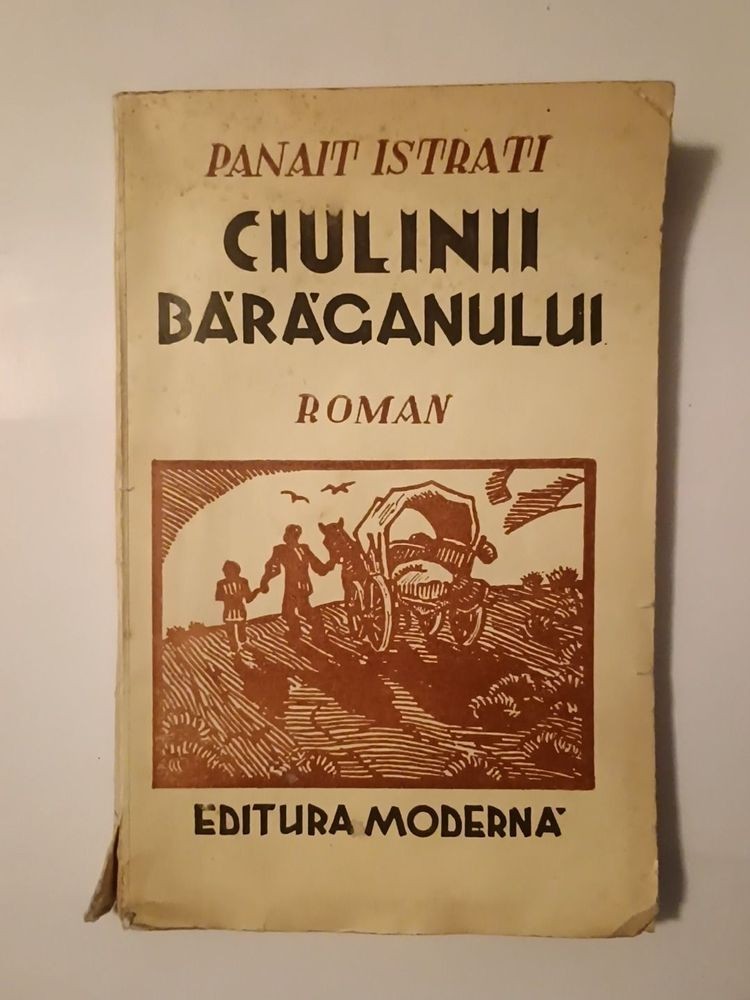 PANAIT ISTRATI
CIULINII
BĂRĂGANULUI
ROMAN
EDITURA MODERNĂ